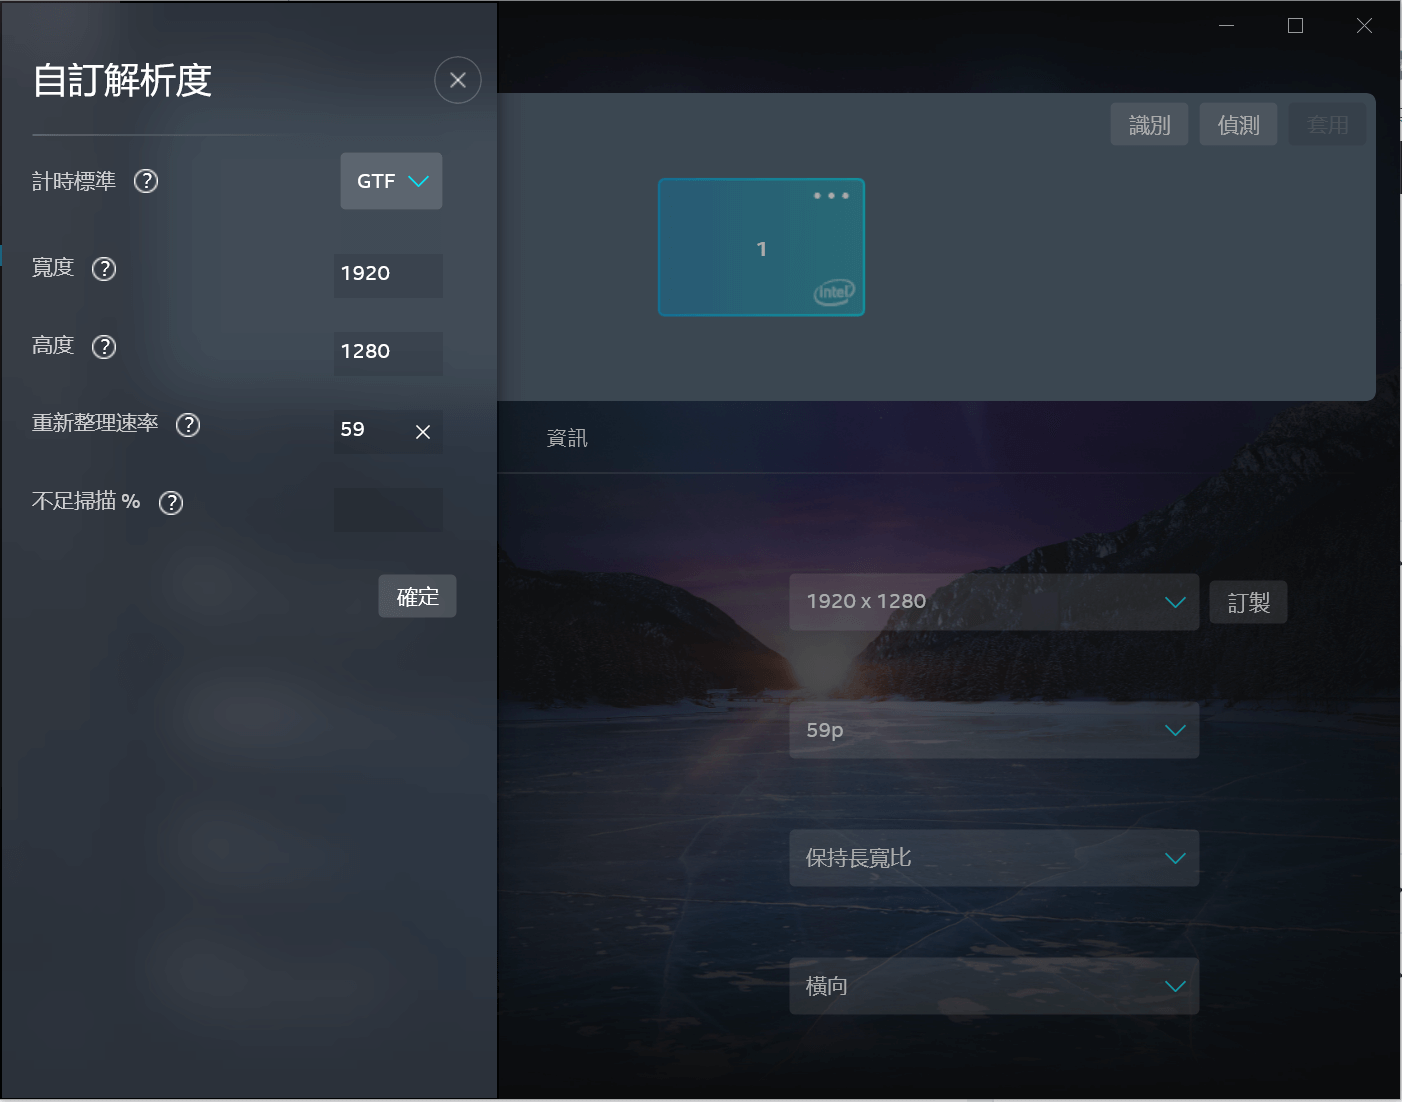 自訂解析度
計時標準
GTF
寬度
1920
高度
1280
重新整理速率
59
不足掃描 %
確定
識別
偵測
套用
1
intel
資訊
1920 x 1280
訂製
59p
保持長寬比
橫向